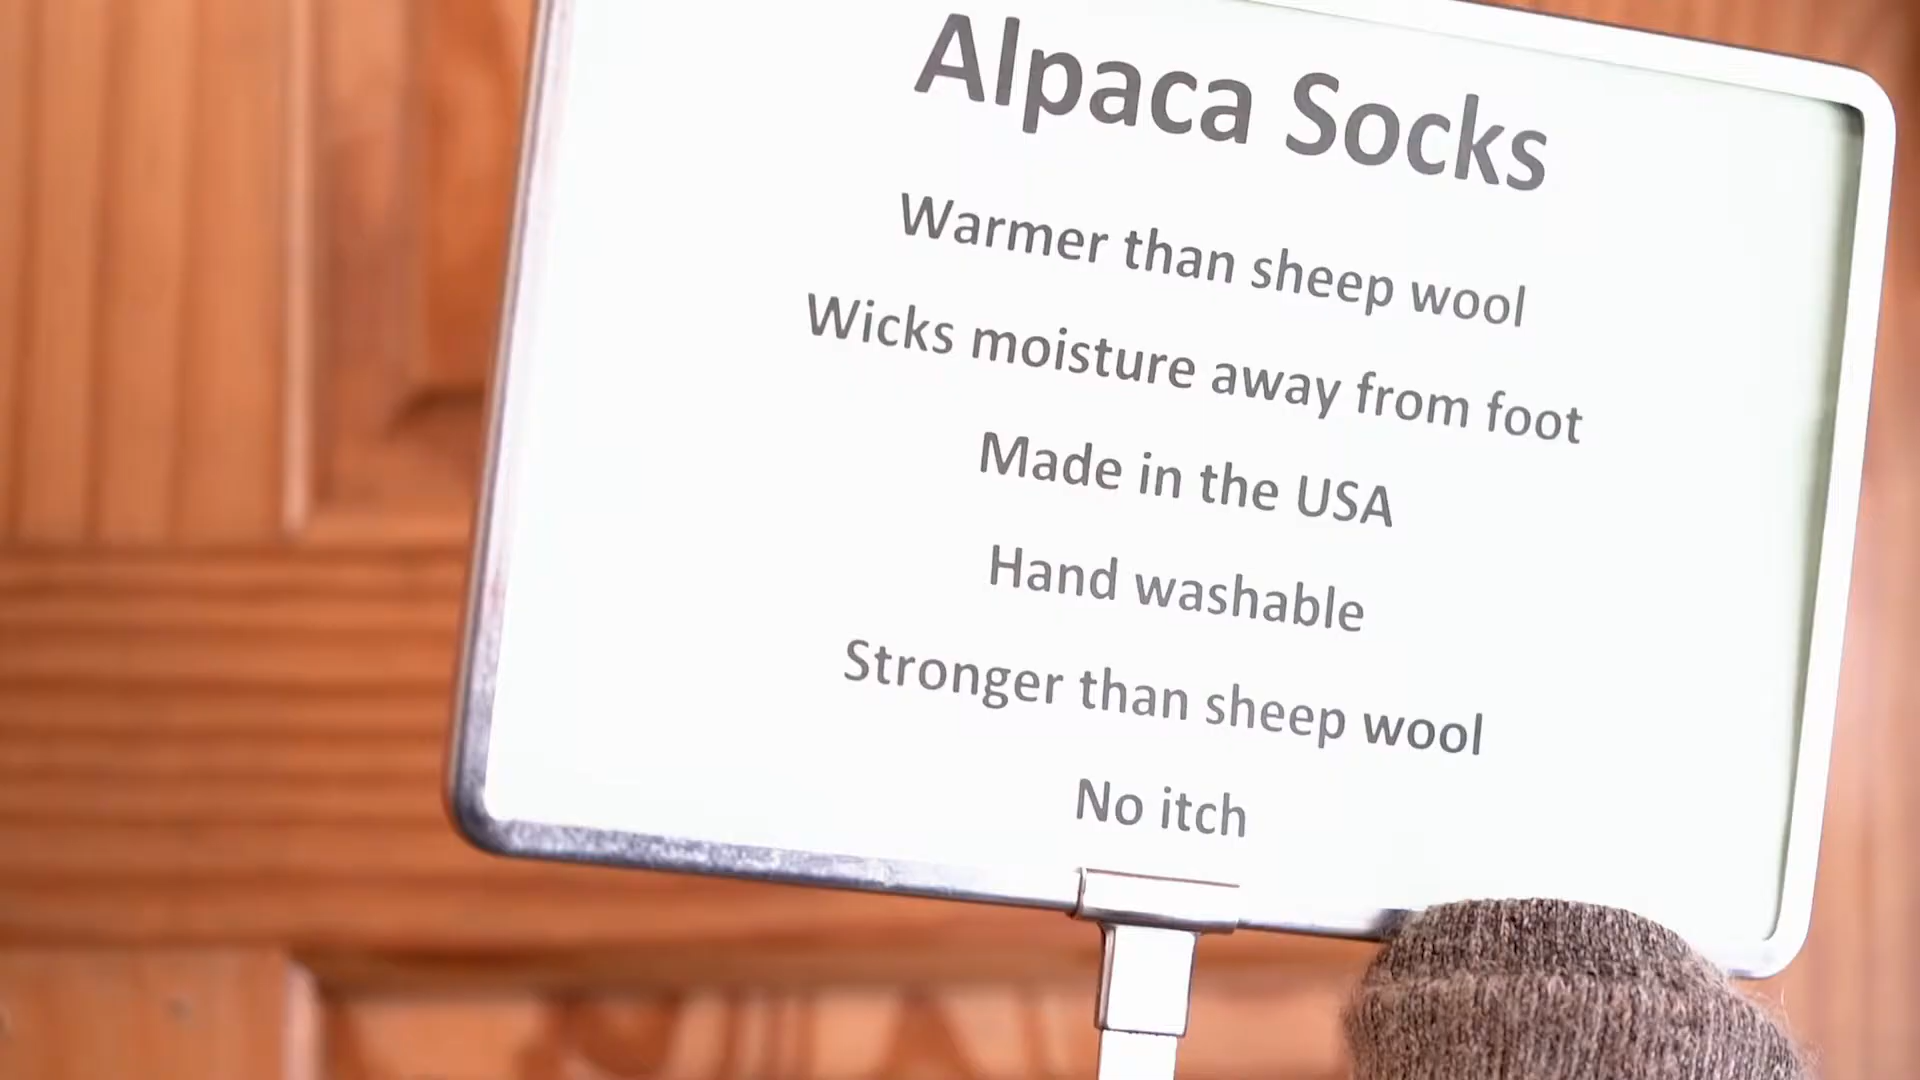 Alpaca Socks
Warmer than sheep wool
Wicks moisture away from foot
Made in the USA
Hand washable
Stronger than sheep wool
No itch